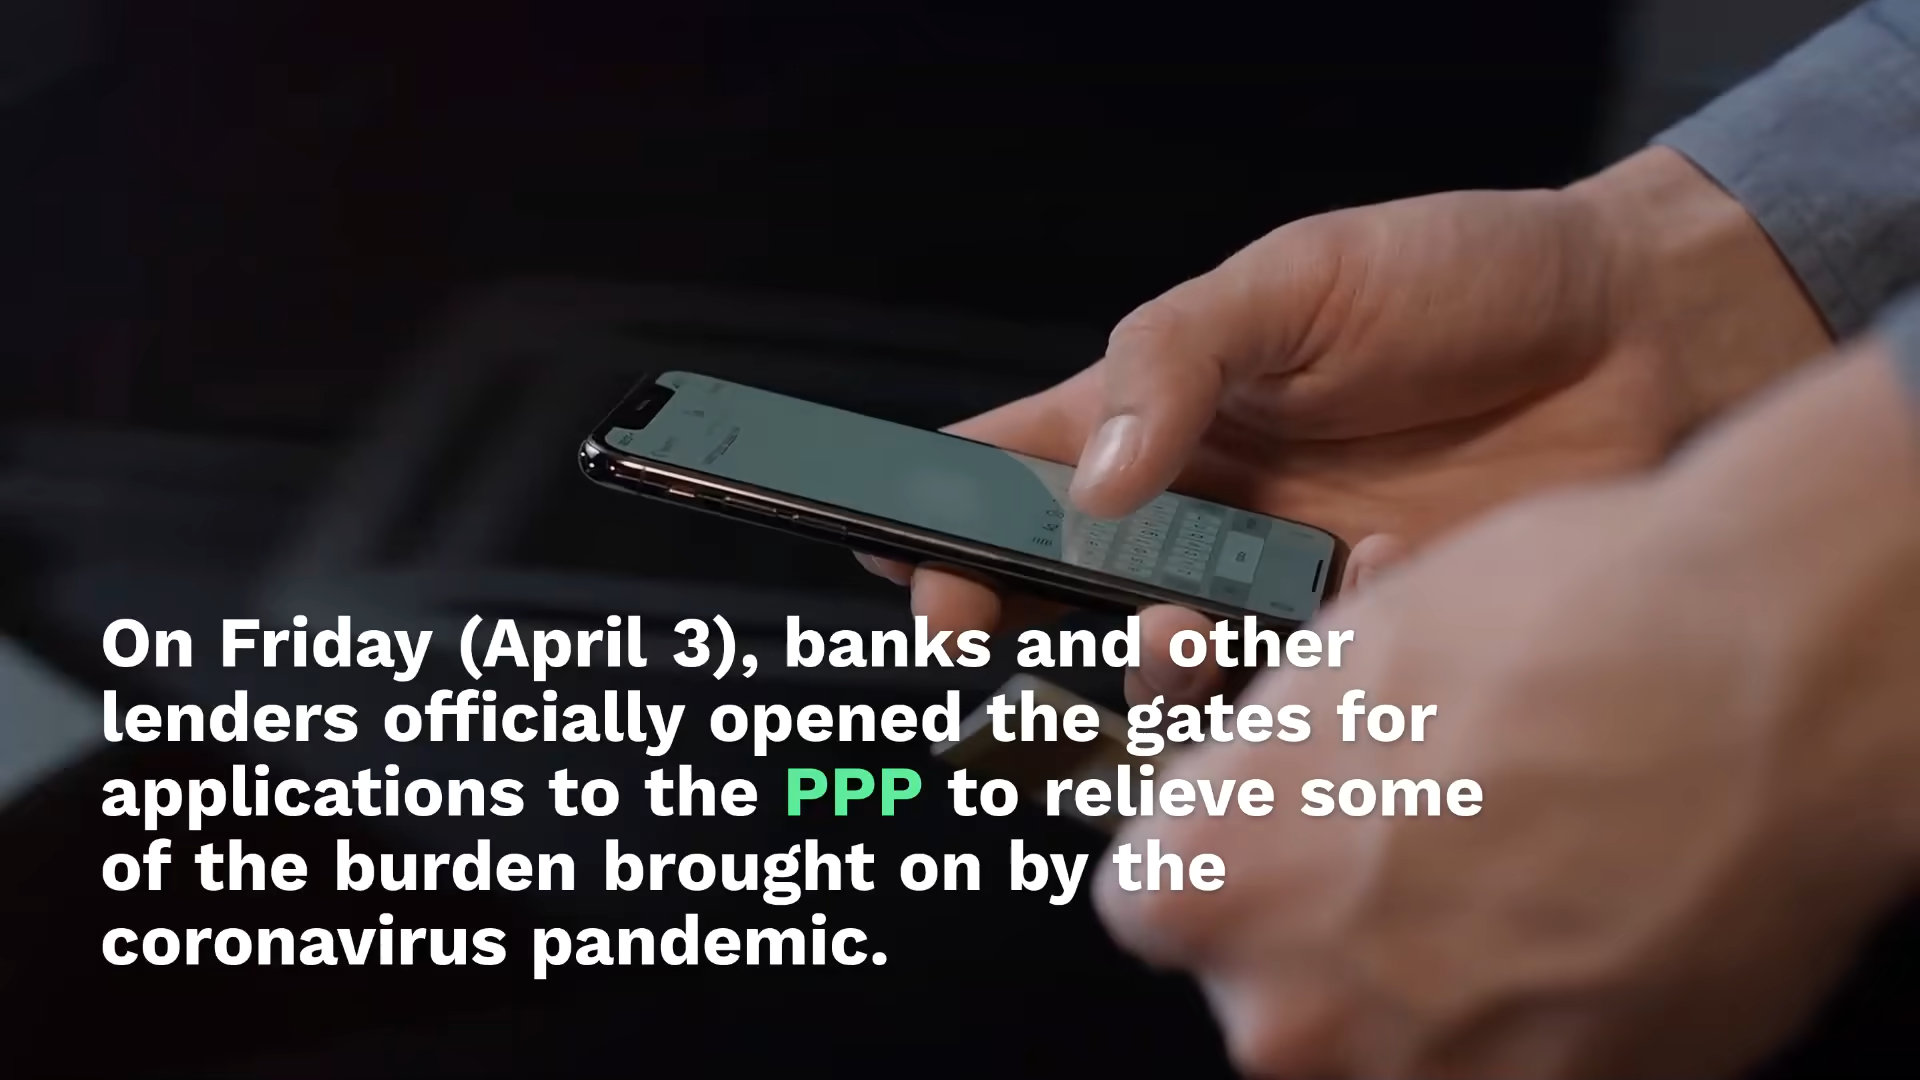 On Friday (April 3), banks and other
lenders officially opened the gates for
applications to the PPP to relieve some
of the burden brought on by the
coronavirus pandemic.